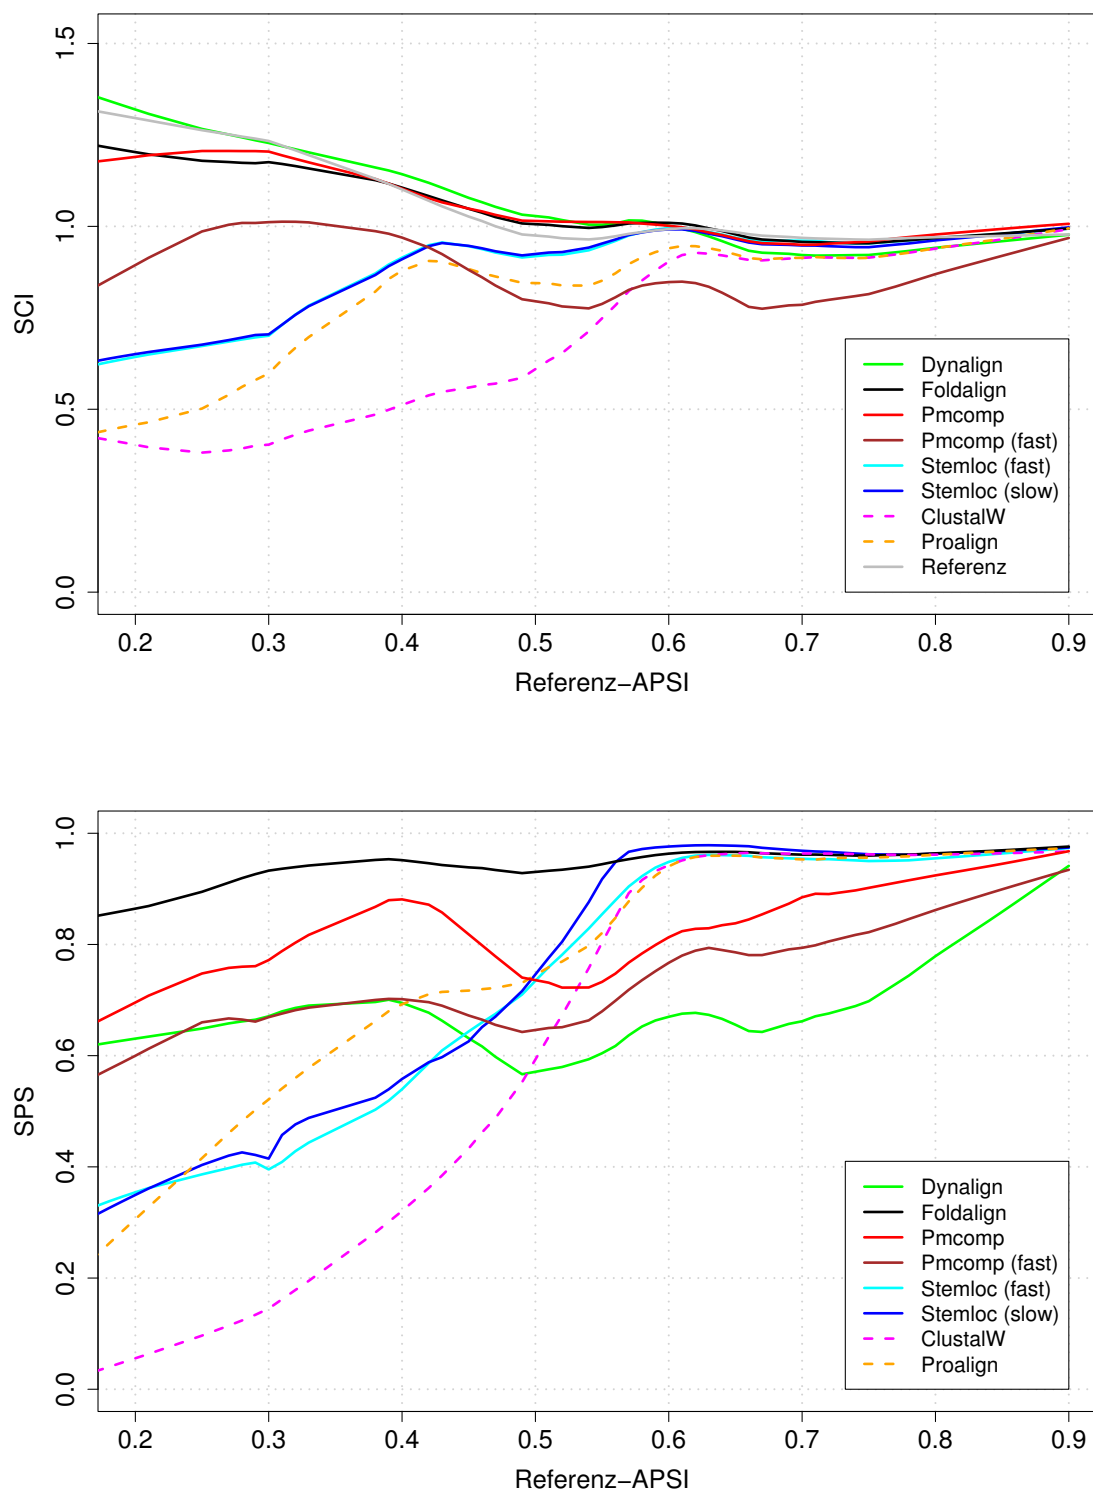 1.5
1.0
0.5
0.0
SCI
Dynalign
Foldalign
Pmcomp
Pmcomp (fast)
Stemloc (fast)
Stemloc (slow)
ClustalW
Proalign
Referenz
0.2 0.3 0.4 0.5 0.6 0.7 0.8 0.9
Referenz−APSI
1.0
0.8
0.6
0.4
0.2
0.0
SPS
Dynalign
Foldalign
Pmcomp
Pmcomp (fast)
Stemloc (fast)
Stemloc (slow)
ClustalW
Proalign
0.2 0.3 0.4 0.5 0.6 0.7 0.8 0.9
Referenz−APSI